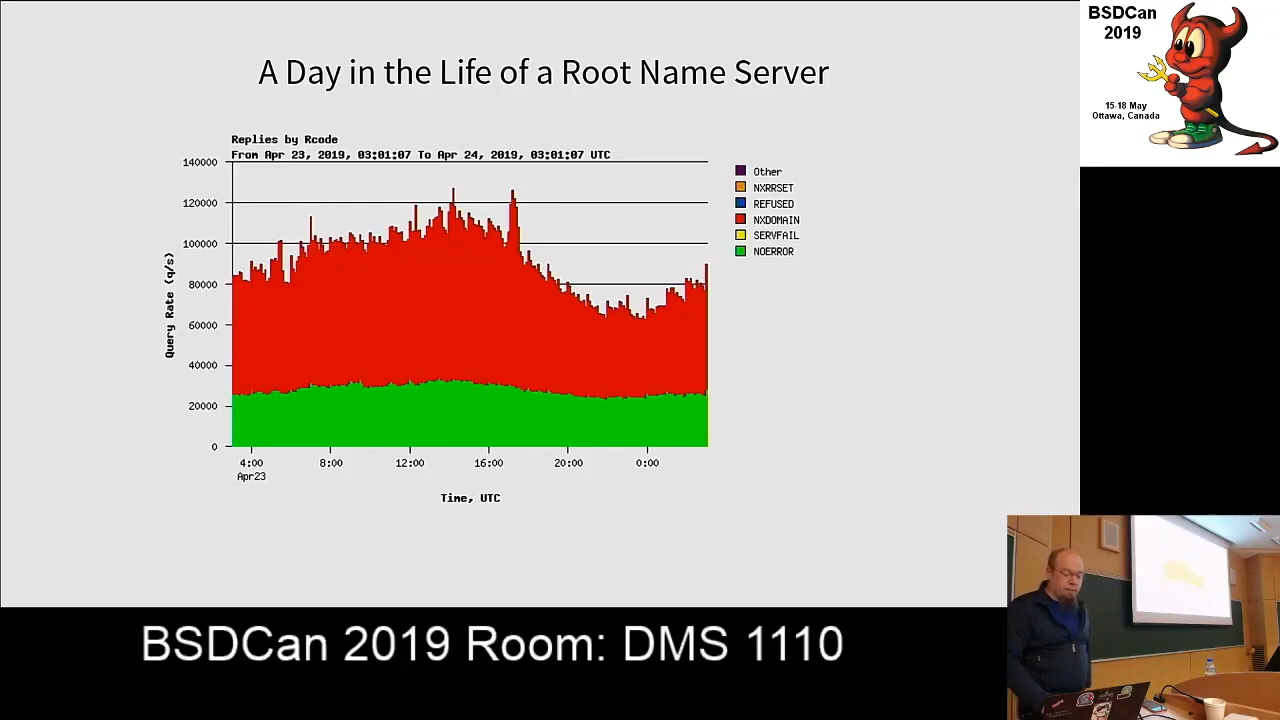 A Day in the Life of a Root Name Server
Replies by Rcode
From Apr 23, 2019, 03:01:07 To Apr 24, 2019, 03:01:07 UTC
140000
120000
100000
80000
60000
40000
20000
0
Query Rate (q/s)
4:00
8:00
12:00
16:00
20:00
0:00
Apr23
Time, UTC
Other
NXRRSET
REFUSED
NXDOMAIN
SERVFAIL
NOERROR
BSDCan
2019
15-18 May
Ottawa, Canada
BSDCan 2019 Room: DMS 1110